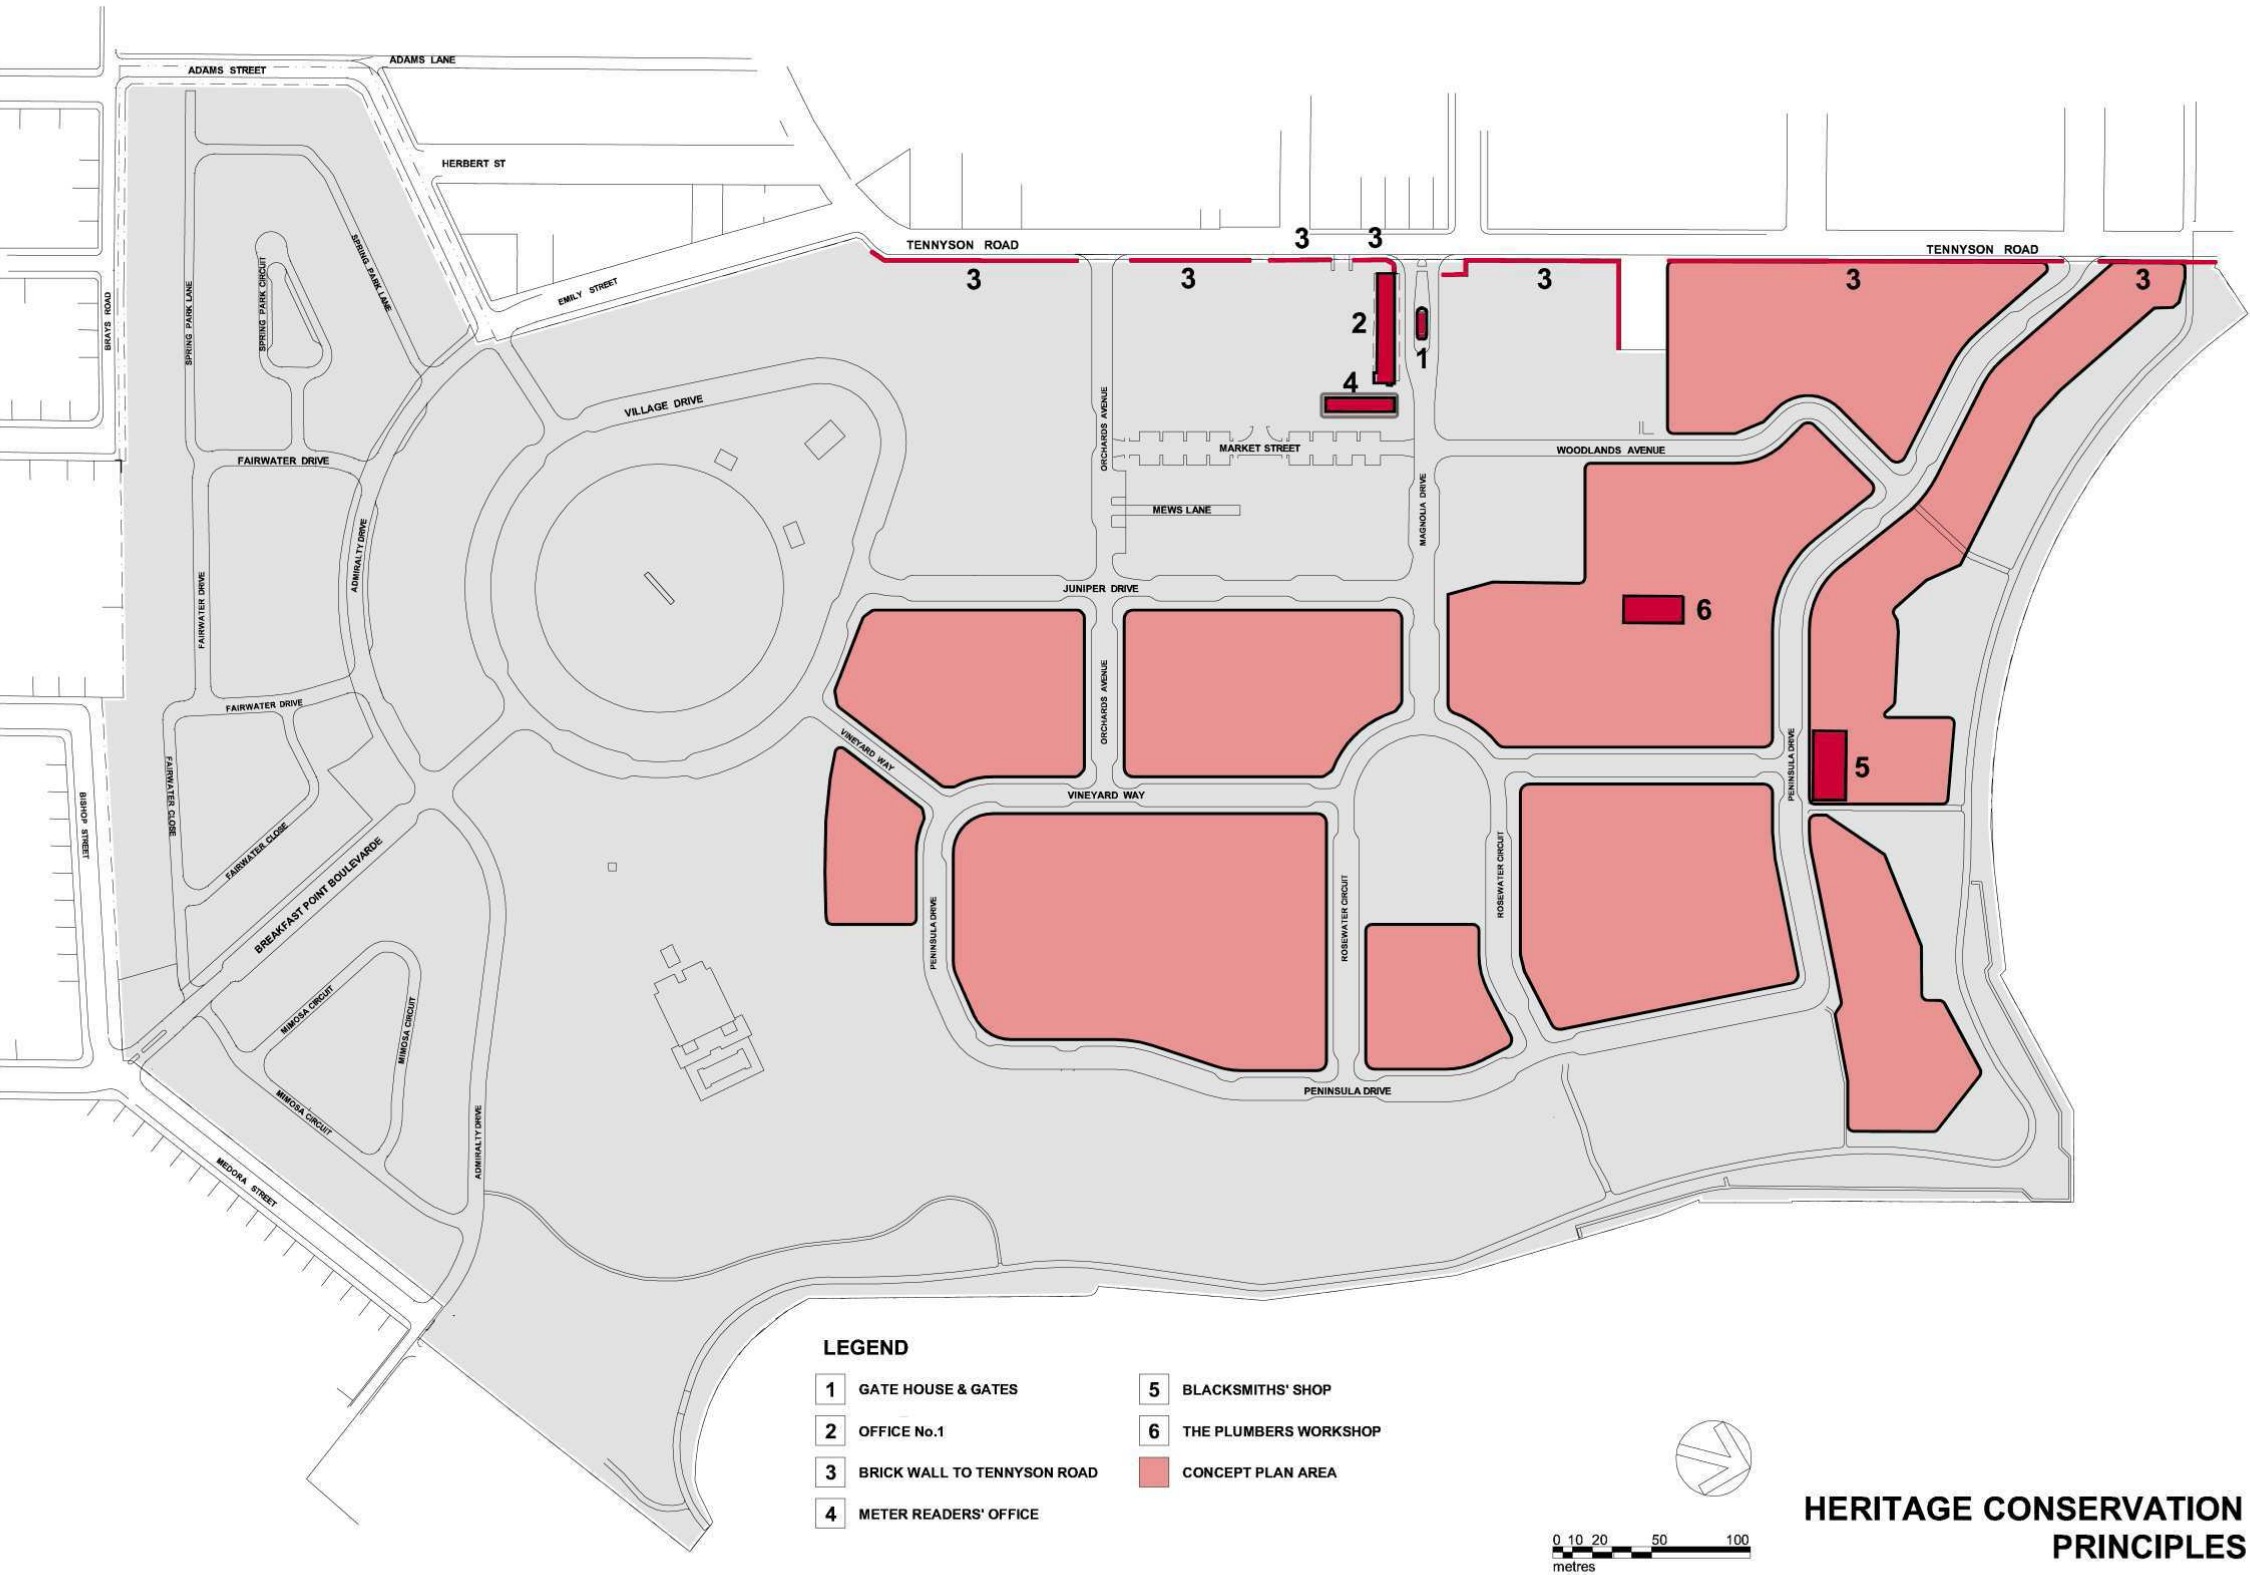 ADAMS LANE
ADAMS STREET
HERBERT ST
TENNYSON ROAD
TENNYSON ROAD
3
3
3
3
3
3
3
EMILY STREET
SPRING PARK LANE
SPRING PARK CIRCUIT
SPRING PARK LANE
BRAYS ROAD
2
1
4
VILLAGE DRIVE
ORCHARDS AVENUE
MARKET STREET
WOODLANDS AVENUE
FAIRWATER DRIVE
MEWS LANE
MAGNOLIA DRIVE
ADMIRALTY DRIVE
FAIRWATER DRIVE
JUNIPER DRIVE
6
FAIRWATER DRIVE
ORCHARDS AVENUE
VINEYARD WAY
PENINSULA DRIVE
5
FAIRWATER CLOSE
VINEYARD WAY
BISHOP STREET
FAIRWATER CLOSE
BREAKFAST POINT BOULEVARDE
ROSEWATER CIRCUIT
ROSEWATER CIRCUIT
PENINSULA DRIVE
MIMOSA CIRCUIT
MIMOSA CIRCUIT
MIMOSA CIRCUIT
PENINSULA DRIVE
ADMIRALTY DRIVE
MEDORA STREET
LEGEND
1 GATE HOUSE & GATES
2 OFFICE No.1
3 BRICK WALL TO TENNYSON ROAD
4 METER READERS' OFFICE
5 BLACKSMITHS' SHOP
6 THE PLUMBERS WORKSHOP
CONCEPT PLAN AREA
0 10 20 50 100
metres
HERITAGE CONSERVATION
PRINCIPLES